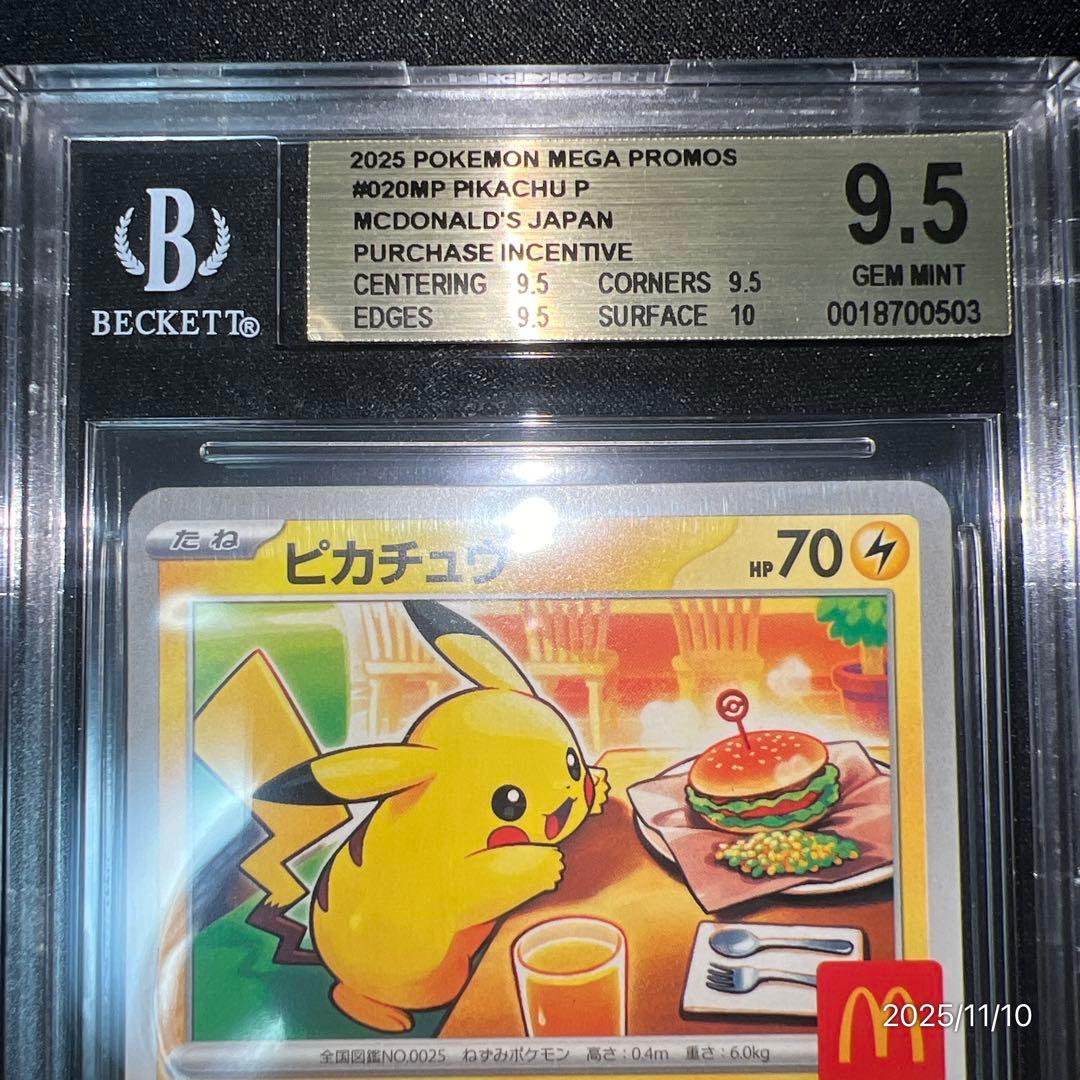 2025 POKEMON MEGA PROMOS
#020MP PIKACHU P
MCDONALD'S JAPAN
PURCHASE INCENTIVE
CENTERING 9.5 CORNERS 9.5
EDGES 9.5 SURFACE 10
9.5
GEM MINT
0018700503
B
BECKETT®
たね
ピカチュウ
HP70
全国図鑑NO.0025 ねずみポケモン 高さ:0.4m 重さ:6.0kg
M
2025/11/10